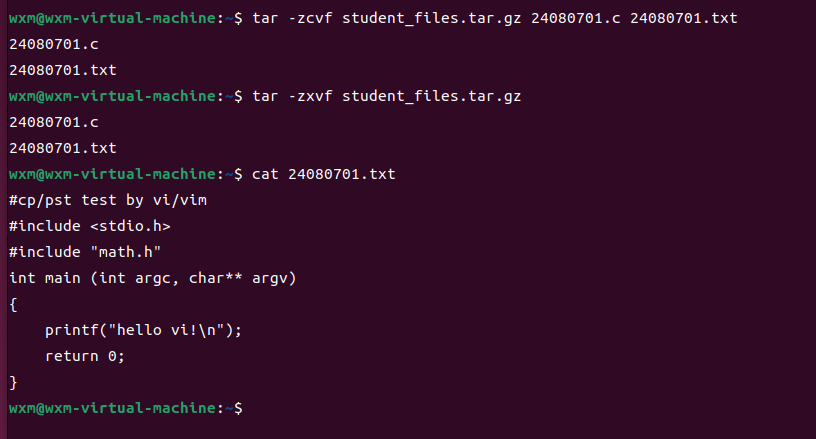 wxm@wxm-virtual-machine:~$ tar -zcvf student_files.tar.gz 24080701.c 24080701.txt
24080701.c
24080701.txt
wxm@wxm-virtual-machine:~$ tar -zxvf student_files.tar.gz
24080701.c
24080701.txt
wxm@wxm-virtual-machine:~$ cat 24080701.txt
#cp/pst test by vi/vim
#include <stdio.h>
#include "math.h"
int main (int argc, char** argv)
{
    printf("hello vi!\n");
    return 0;
}
wxm@wxm-virtual-machine:~$